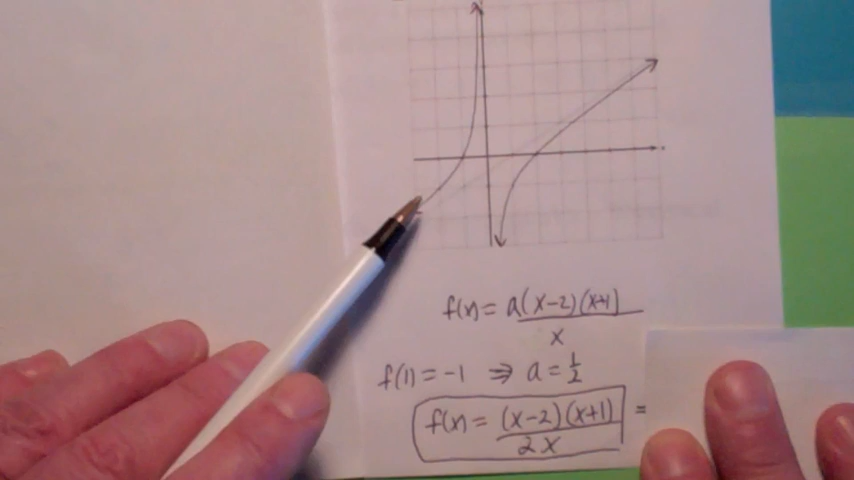 f(x) = a(x-2)(x+1)
x
f(1) = -1 ⇒ a = 1/2
f(x) = (x-2)(x+1) =
2x